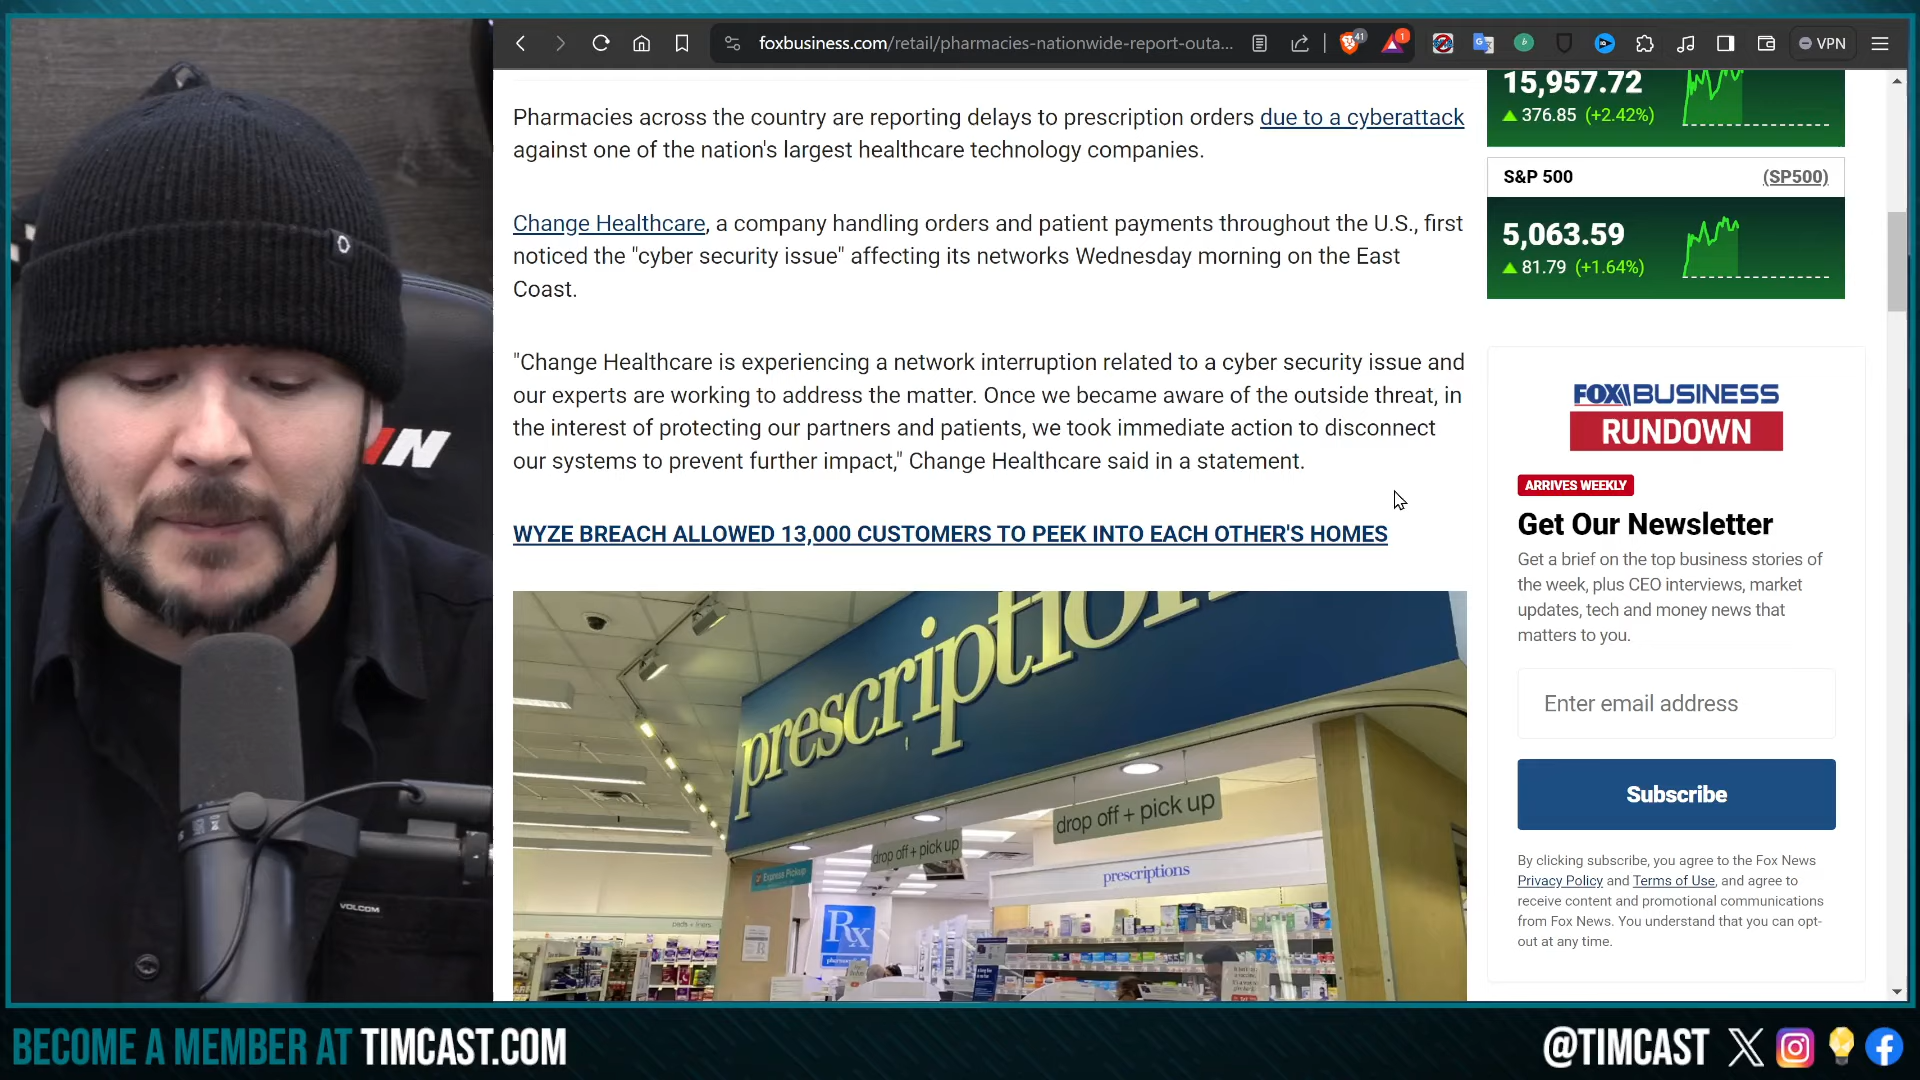 foxbusiness.com/retail/pharmacies-nationwide-report-outa...
41
1
VPN
Pharmacies across the country are reporting delays to prescription orders due to a cyberattack
against one of the nation's largest healthcare technology companies.
Change Healthcare, a company handling orders and patient payments throughout the U.S., first
noticed the "cyber security issue" affecting its networks Wednesday morning on the East
Coast.
"Change Healthcare is experiencing a network interruption related to a cyber security issue and
our experts are working to address the matter. Once we became aware of the outside threat, in
the interest of protecting our partners and patients, we took immediate action to disconnect
our systems to prevent further impact," Change Healthcare said in a statement.
WYZE BREACH ALLOWED 13,000 CUSTOMERS TO PEEK INTO EACH OTHER'S HOMES
prescription
drop off + pick up
drop off + pick up
Express Pickup
prescriptions
Rx
pads + liners
15,957.72
376.85 (+2.42%)
S&P 500 (SP500)
5,063.59
81.79 (+1.64%)
FOX BUSINESS
RUNDOWN
ARRIVES WEEKLY
Get Our Newsletter
Get a brief on the top business stories of
the week, plus CEO interviews, market
updates, tech and money news that
matters to you.
Enter email address
Subscribe
By clicking subscribe, you agree to the Fox News
Privacy Policy and Terms of Use, and agree to
receive content and promotional communications
from Fox News. You understand that you can opt-
out at any time.
VOLCOM
BECOME A MEMBER AT TIMCAST.COM
@TIMCAST